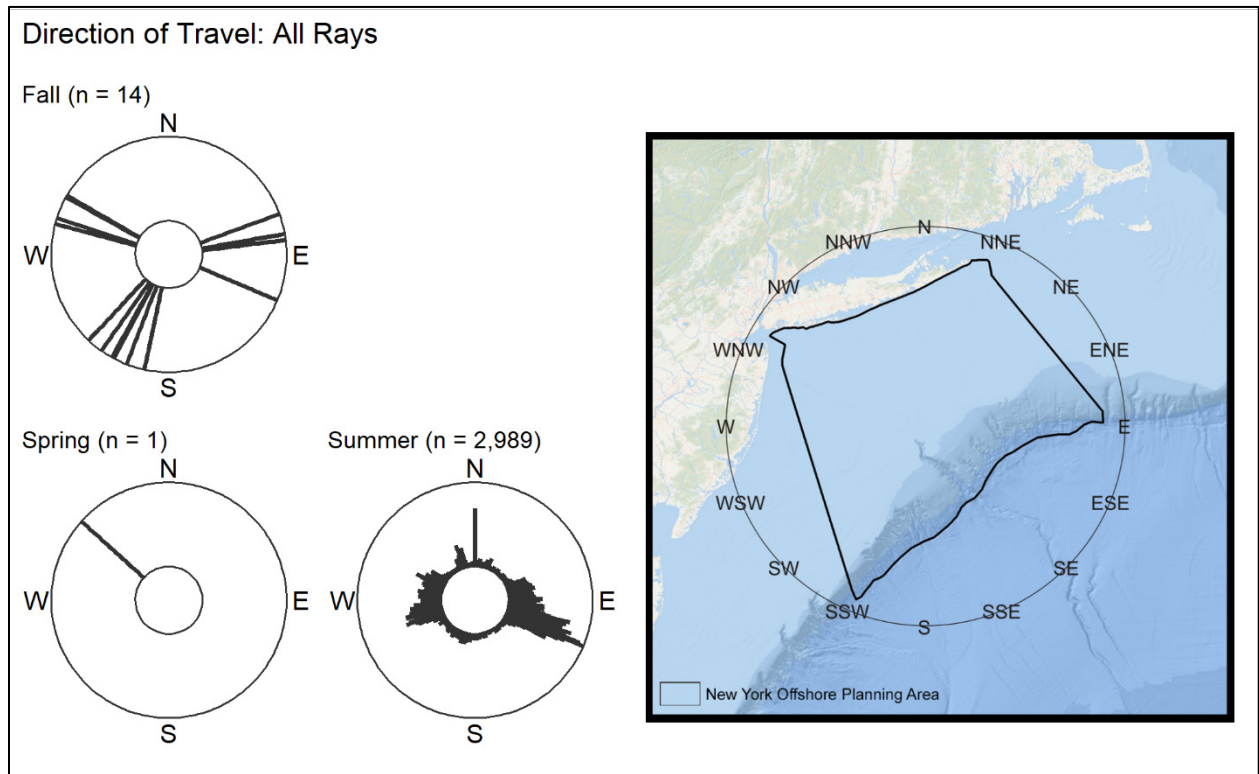 Direction of Travel: All Rays
Fall (n = 14)
N
W
E
S
Spring (n = 1)
N
W
E
S
Summer (n = 2,989)
N
W
E
S
N
NNW
NNE
NW
NE
WNW
ENE
W
E
WSW
ESE
SW
SE
SSW
SSE
S
New York Offshore Planning Area